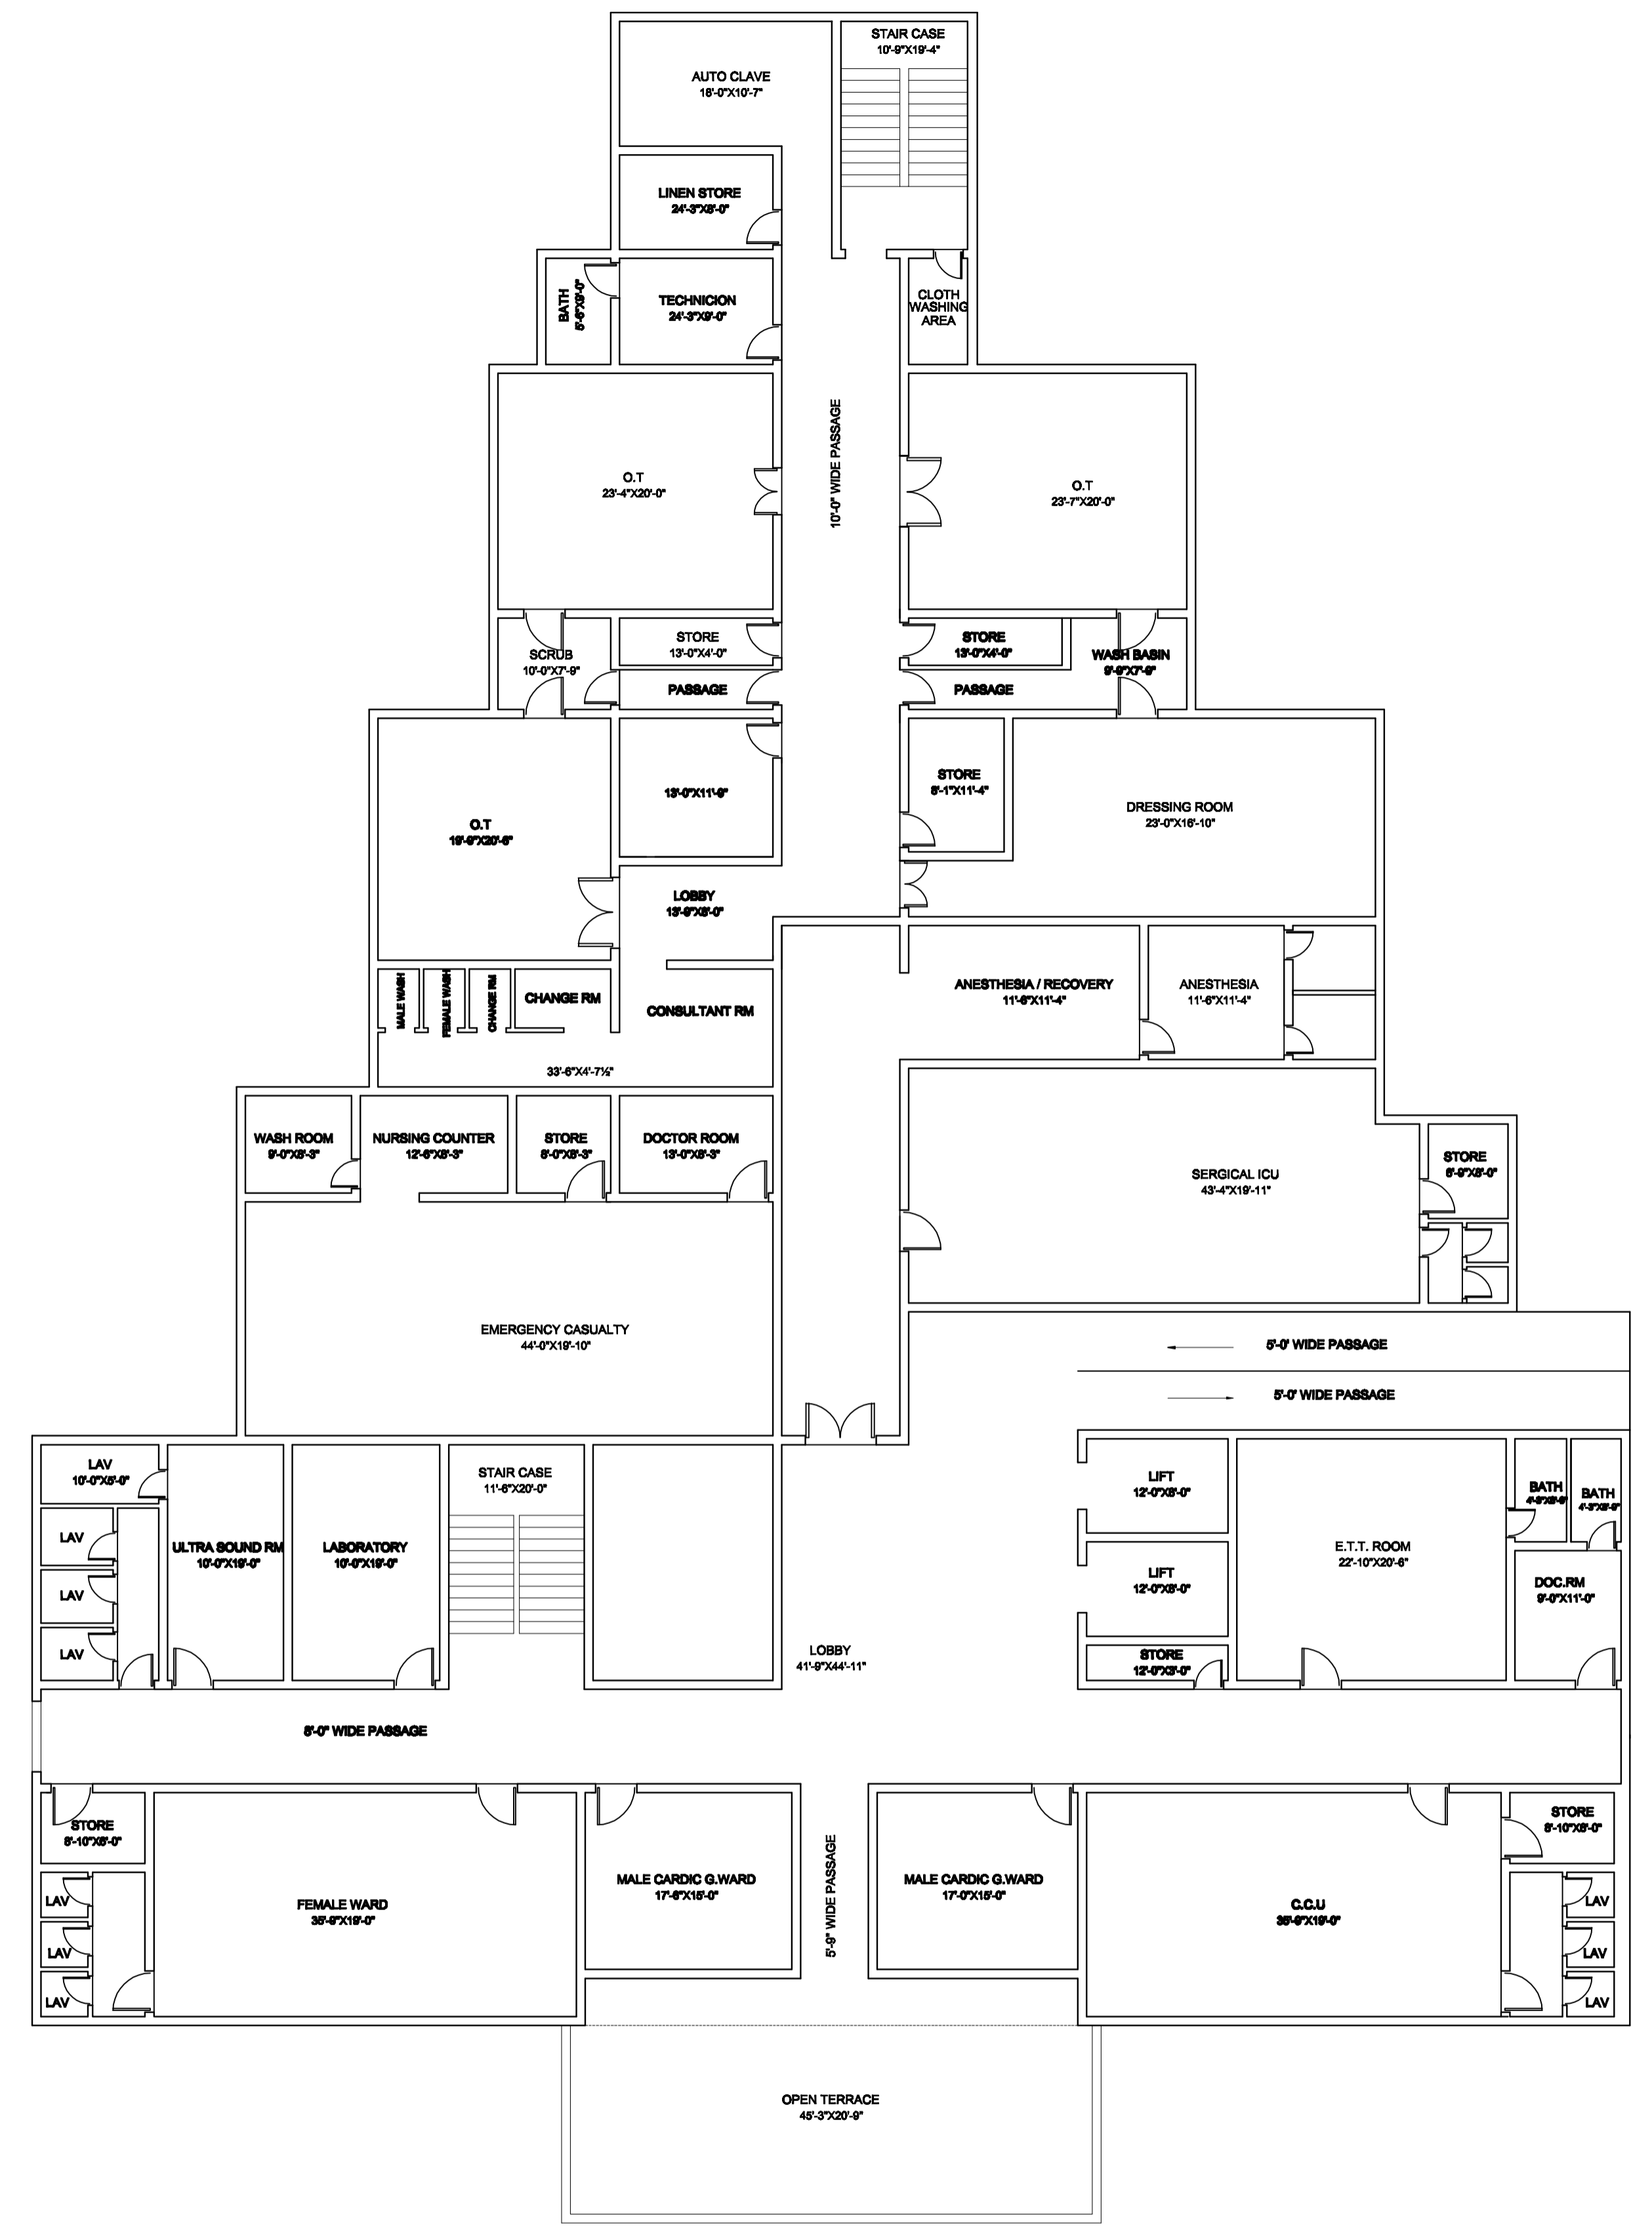 STAIR CASE
10'-9"X19'-4"
AUTO CLAVE
18'-0"X10'-7"
LINEN STORE
24'-3"X8'-0"
BATH
5'-6"X9'-0"
TECHNICION
24'-3"X9'-0"
CLOTH
WASHING
AREA
10'-0" WIDE PASSAGE
O.T
23'-4"X20'-0"
O.T
23'-7"X20'-0"
SCRUB
10'-0"X7'-9"
STORE
13'-0"X4'-0"
STORE
13'-0"X4'-0"
WASH BASIN
9'-9"X7'-9"
PASSAGE
PASSAGE
O.T
19'-9"X20'-6"
13'-0"X11'-9"
STORE
8'-1"X11'-4"
DRESSING ROOM
23'-0"X16'-10"
LOBBY
13'-9"X8'-0"
MALE WASH
FEMALE WASH
CHANGE RM
CHANGE RM
CONSULTANT RM
33'-6"X4'-7½"
ANESTHESIA / RECOVERY
11'-6"X11'-4"
ANESTHESIA
11'-6"X11'-4"
WASH ROOM
9'-0"X8'-3"
NURSING COUNTER
12'-6"X8'-3"
STORE
8'-0"X8'-3"
DOCTOR ROOM
13'-0"X8'-3"
SERGICAL ICU
43'-4"X19'-11"
STORE
6'-9"X8'-0"
EMERGENCY CASUALTY
44'-0"X19'-10"
5'-0' WIDE PASSAGE
5'-0' WIDE PASSAGE
LAV
10'-0"X5'-0"
LAV
LAV
LAV
ULTRA SOUND RM
10'-0"X19'-0"
LABORATORY
10'-0"X19'-0"
STAIR CASE
11'-6"X20'-0"
LOBBY
41'-9"X44'-11"
LIFT
12'-0"X8'-0"
LIFT
12'-0"X8'-0"
STORE
12'-0"X3'-0"
E.T.T. ROOM
22'-10"X20'-6"
BATH
BATH
DOC.RM
9'-0"X11'-0"
8'-0" WIDE PASSAGE
STORE
8'-10"X6'-0"
LAV
LAV
LAV
FEMALE WARD
35'-9"X19'-0"
MALE CARDIC G.WARD
17'-6"X15'-0"
5'-9" WIDE PASSAGE
MALE CARDIC G.WARD
17'-0"X15'-0"
C.C.U
35'-9"X19'-0"
STORE
8'-10"X6'-0"
LAV
LAV
LAV
OPEN TERRACE
45'-3"X20'-9"